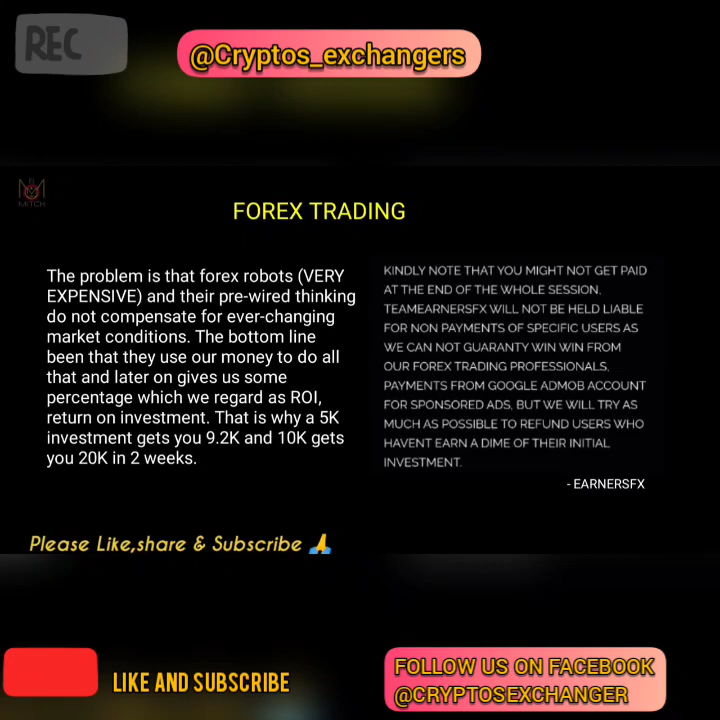 REC
@Cryptos_exchangers
MITCH
FOREX TRADING
The problem is that forex robots (VERY
EXPENSIVE) and their pre-wired thinking
do not compensate for ever-changing
market conditions. The bottom line
been that they use our money to do all
that and later on gives us some
percentage which we regard as ROI,
return on investment. That is why a 5K
investment gets you 9.2K and 10K gets
you 20K in 2 weeks.
KINDLY NOTE THAT YOU MIGHT NOT GET PAID
AT THE END OF THE WHOLE SESSION.
TEAMEARNERSFX WILL NOT BE HELD LIABLE
FOR NON PAYMENTS OF SPECIFIC USERS AS
WE CAN NOT GUARANTY WIN WIN FROM
OUR FOREX TRADING PROFESSIONALS,
PAYMENTS FROM GOOGLE ADMOB ACCOUNT
FOR SPONSORED ADS, BUT WE WILL TRY AS
MUCH AS POSSIBLE TO REFUND USERS WHO
HAVENT EARN A DIME OF THEIR INITIAL
INVESTMENT.
- EARNERSFX
Please Like,share & Subscribe 🙏
LIKE AND SUBSCRIBE
FOLLOW US ON FACEBOOK
@CRYPTOSEXCHANGER